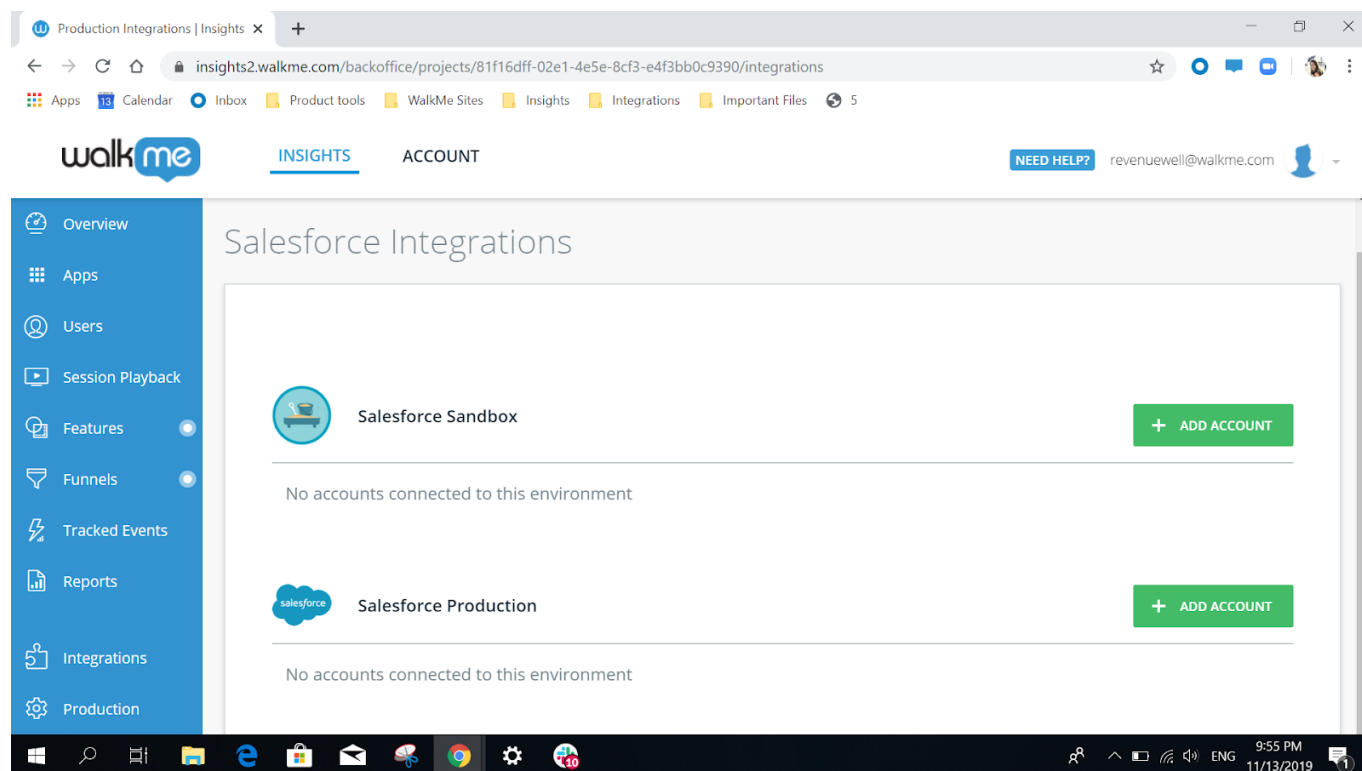 Production Integrations | Insights
insights2.walkme.com/backoffice/projects/81f16dff-02e1-4e5e-8cf3-e4f3bb0c9390/integrations
Apps 13 Calendar Inbox Product tools WalkMe Sites Insights Integrations Important Files 5
walkme INSIGHTS ACCOUNT NEED HELP? revenuewell@walkme.com
Overview
Salesforce Integrations
Apps
Users
Session Playback
Salesforce Sandbox
+ ADD ACCOUNT
Features
Funnels
No accounts connected to this environment
Tracked Events
Reports
salesforce Salesforce Production
+ ADD ACCOUNT
Integrations
No accounts connected to this environment
Production
10
ENG
9:55 PM
11/13/2019
1